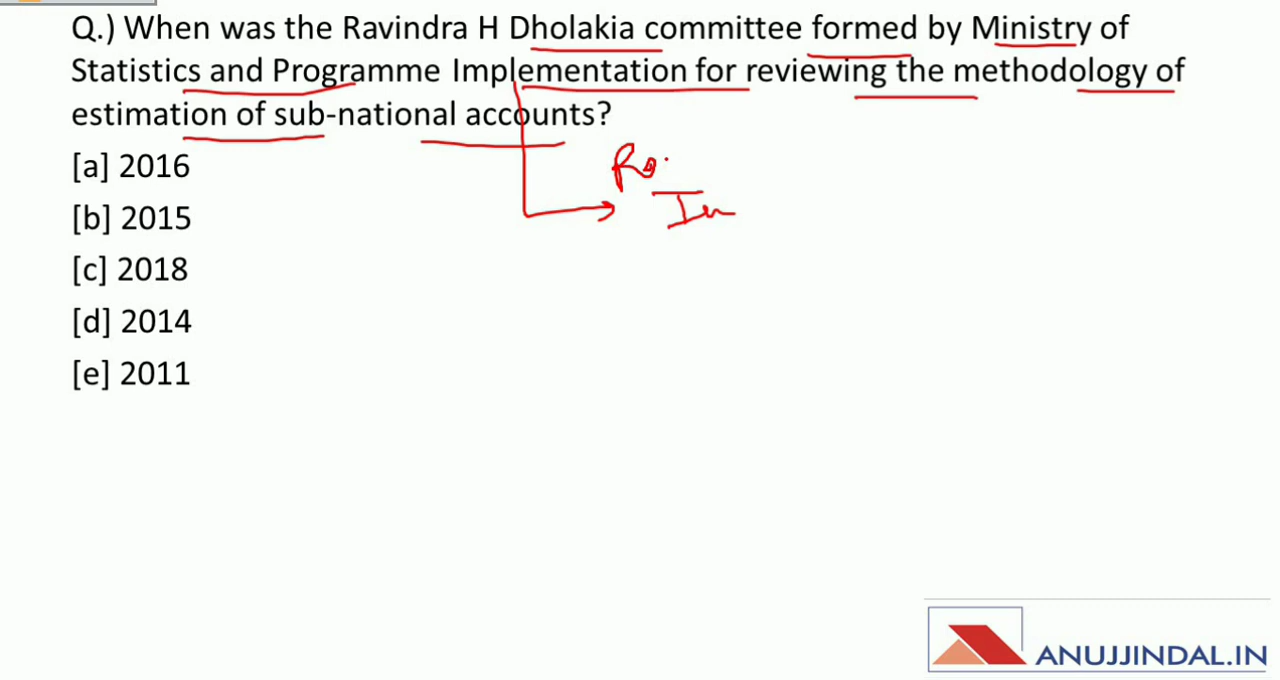 Q.) When was the Ravindra H Dholakia committee formed by Ministry of
Statistics and Programme Implementation for reviewing the methodology of
estimation of sub-national accounts?
[a] 2016
[b] 2015
[c] 2018
[d] 2014
[e] 2011
ANUJJINDAL.IN